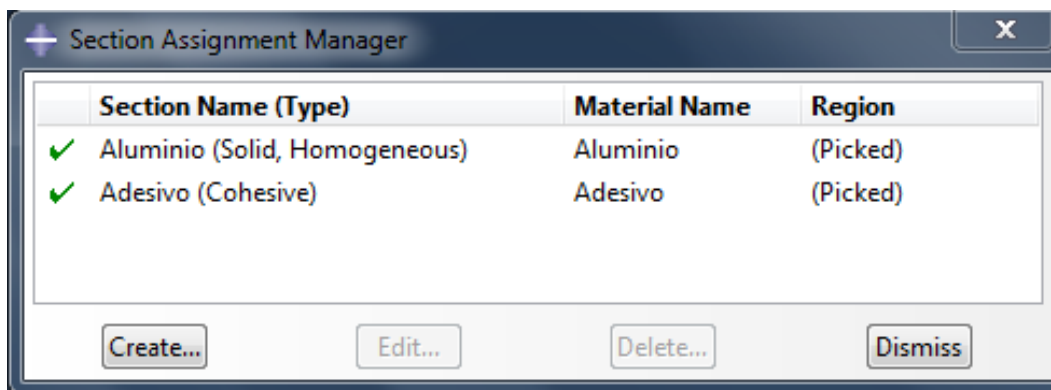 Section Assignment Manager
Section Name (Type) Material Name Region
Aluminio (Solid, Homogeneous) Aluminio (Picked)
Adesivo (Cohesive) Adesivo (Picked)
Create... Edit... Delete... Dismiss